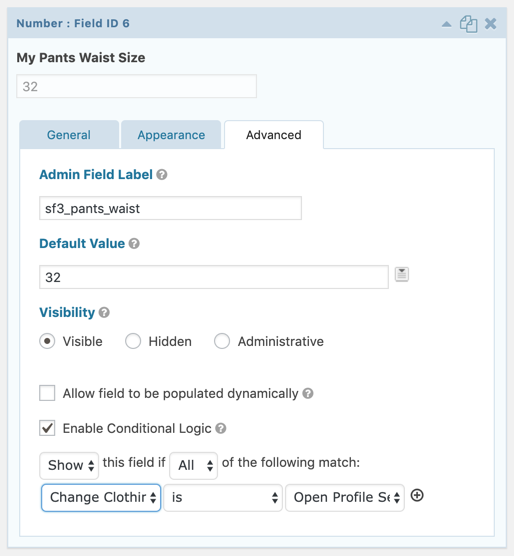 Number : Field ID 6
My Pants Waist Size
32
General Appearance Advanced
Admin Field Label
sf3_pants_waist
Default Value
32
Visibility
Visible Hidden Administrative
Allow field to be populated dynamically
Enable Conditional Logic
Show this field if All of the following match:
Change Clothin is Open Profile Se